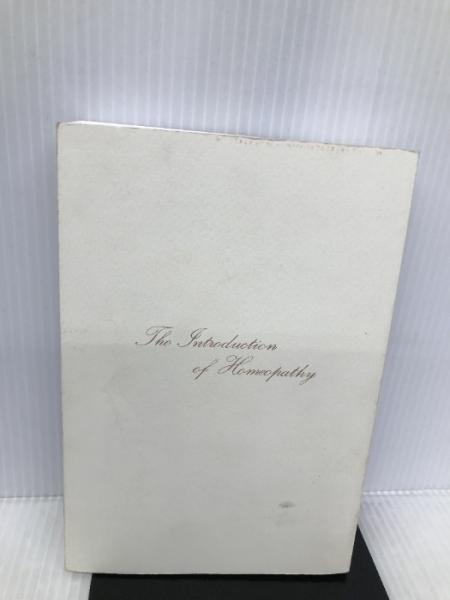 The Introduction
of Homeopathy